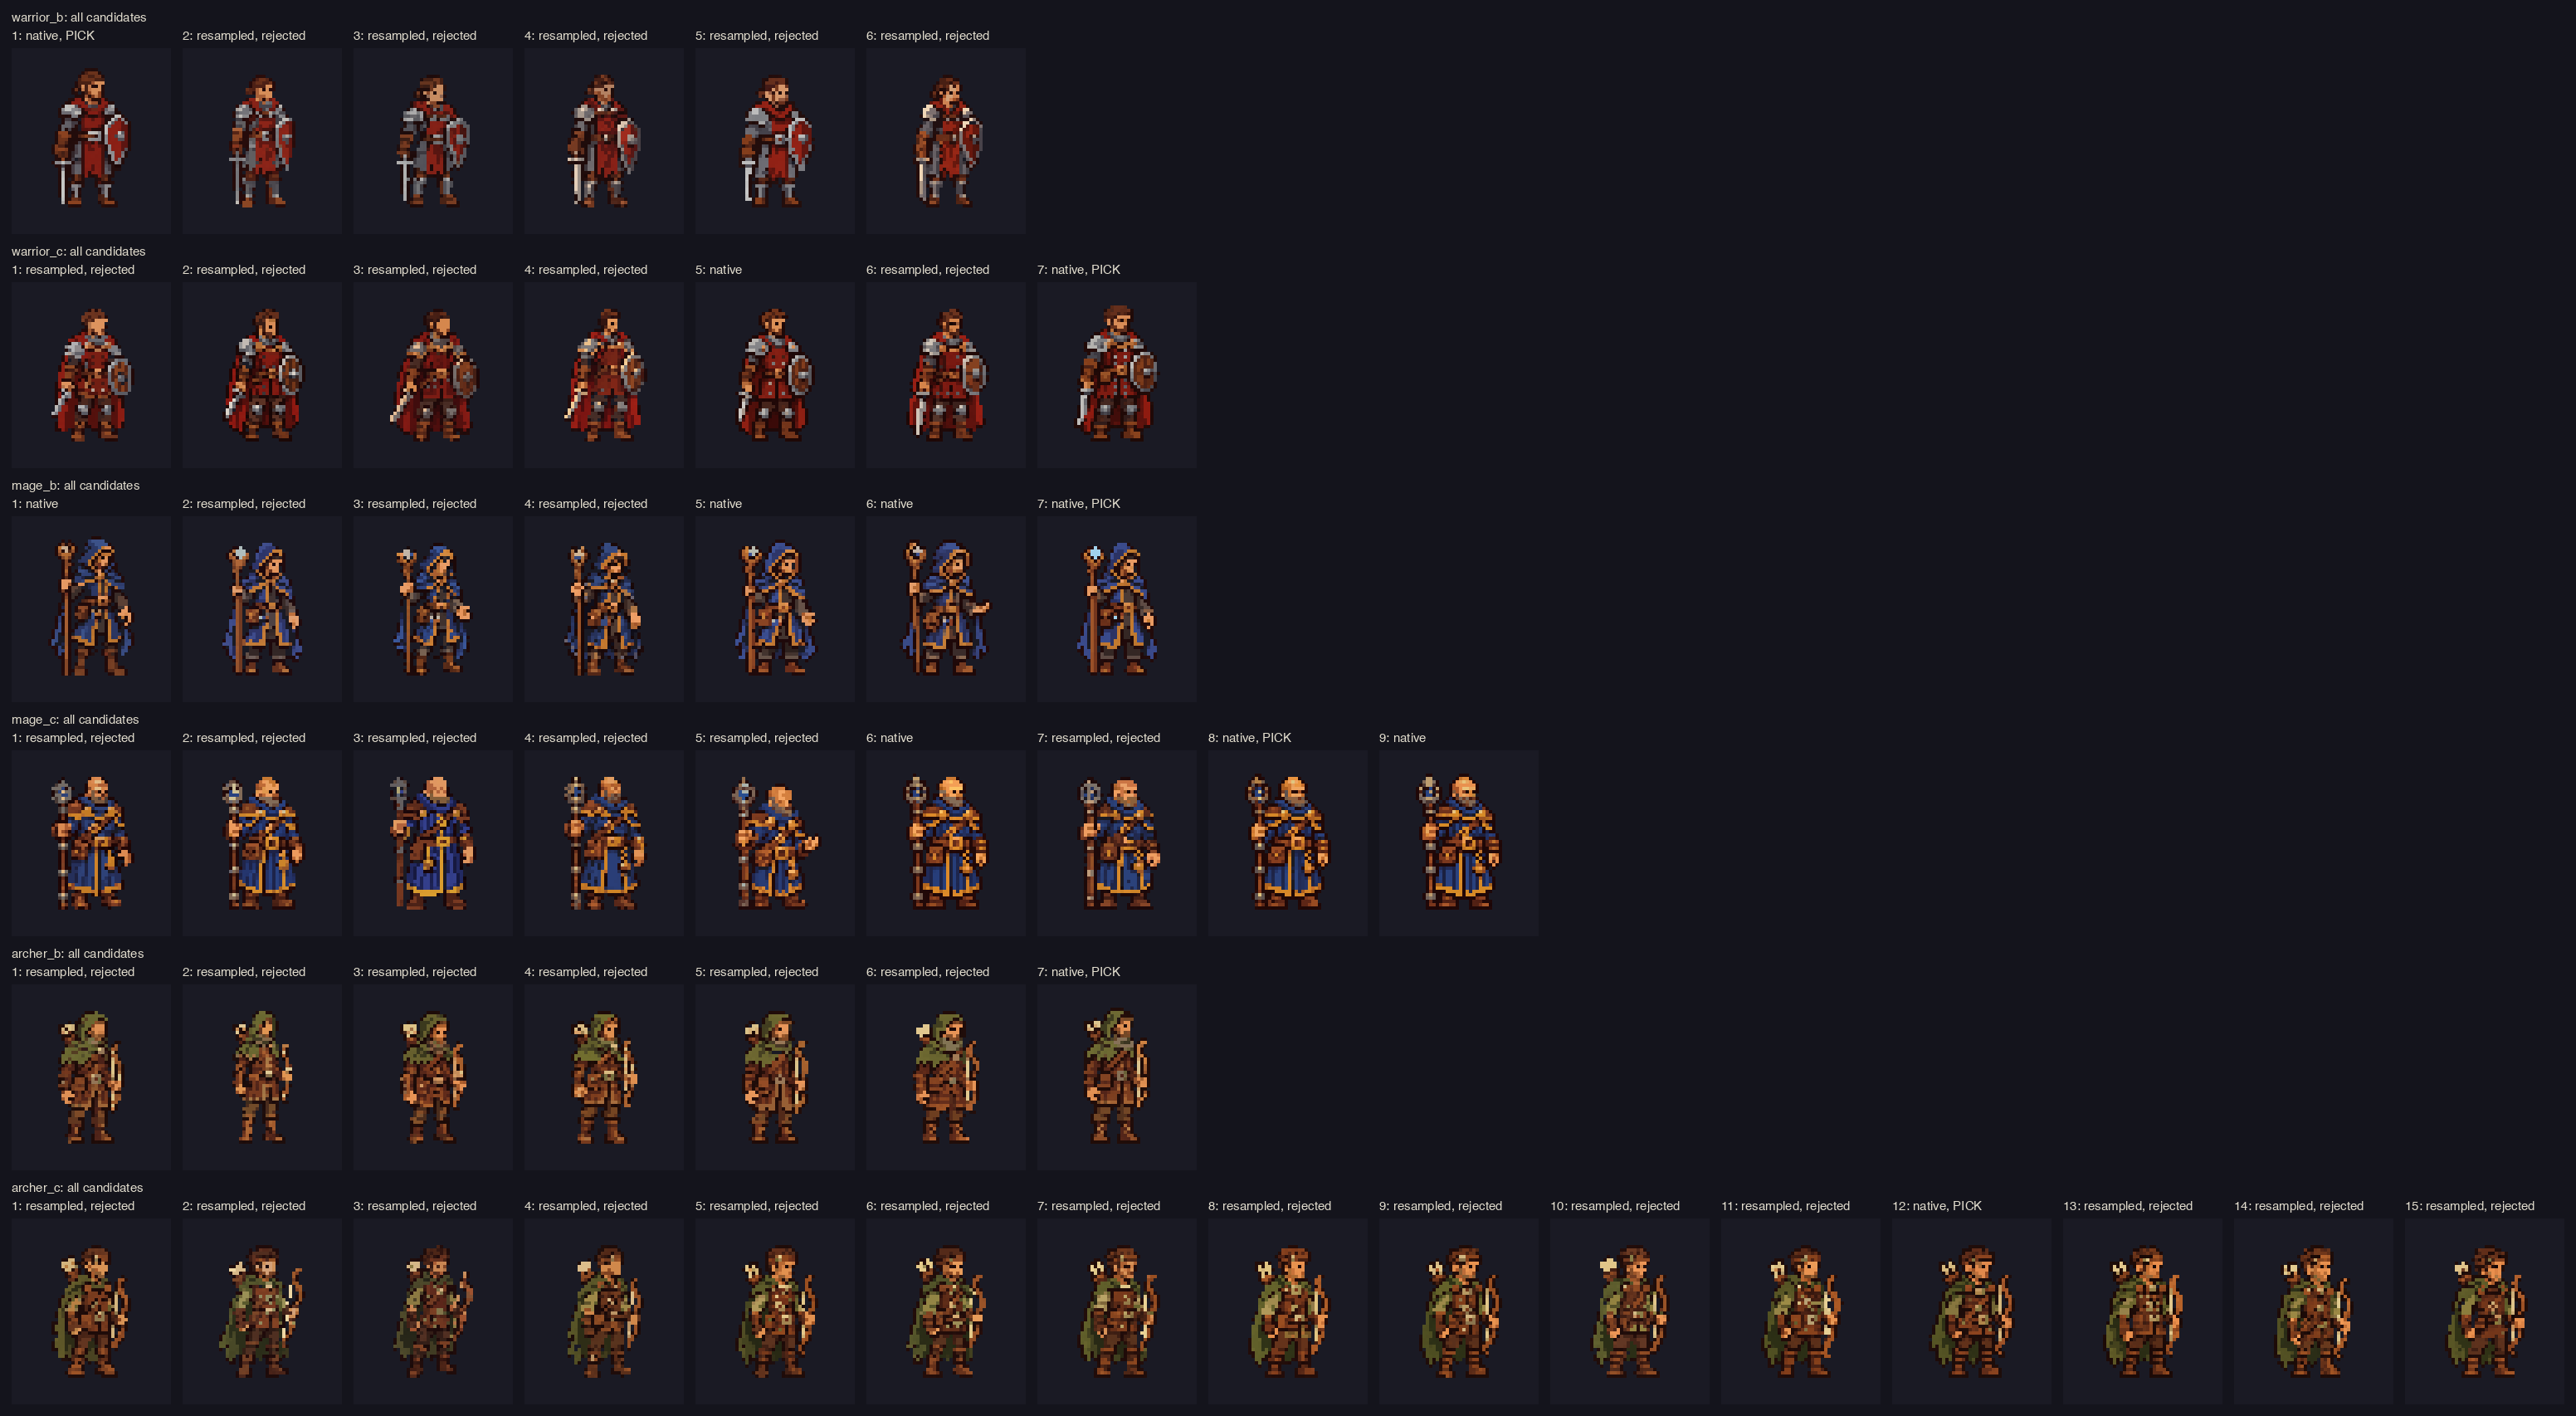 warrior_b: all candidates
1: native, PICK 2: resampled, rejected 3: resampled, rejected 4: resampled, rejected 5: resampled, rejected 6: resampled, rejected
warrior_c: all candidates
1: resampled, rejected 2: resampled, rejected 3: resampled, rejected 4: resampled, rejected 5: native 6: resampled, rejected 7: native, PICK
mage_b: all candidates
1: native 2: resampled, rejected 3: resampled, rejected 4: resampled, rejected 5: native 6: native 7: native, PICK
mage_c: all candidates
1: resampled, rejected 2: resampled, rejected 3: resampled, rejected 4: resampled, rejected 5: resampled, rejected 6: native 7: resampled, rejected 8: native, PICK 9: native
archer_b: all candidates
1: resampled, rejected 2: resampled, rejected 3: resampled, rejected 4: resampled, rejected 5: resampled, rejected 6: resampled, rejected 7: native, PICK
archer_c: all candidates
1: resampled, rejected 2: resampled, rejected 3: resampled, rejected 4: resampled, rejected 5: resampled, rejected 6: resampled, rejected 7: resampled, rejected 8: resampled, rejected 9: resampled, rejected 10: resampled, rejected 11: resampled, rejected 12: native, PICK 13: resampled, rejected 14: resampled, rejected 15: resampled, rejected